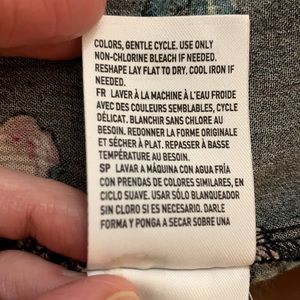 COLORS, GENTLE CYCLE. USE ONLY
NON-CHLORINE BLEACH IF NEEDED.
RESHAPE LAY FLAT TO DRY, COOL IRON IF
NEEDED.
FR LAVER À LA MACHINE À L'EAU FROIDE
AVEC DES COULEURS SEMBLABLES, CYCLE
DÉLICAT. BLANCHIR SANS CHLORE AU
BESOIN. REDONNER LA FORME ORIGINALE
ET SÉCHER À PLAT. REPASSER À BASSE
TEMPÉRATURE AU BESOIN.
SP LAVAR A MÁQUINA CON AGUA FRÍA
CON PRENDAS DE COLORES SIMILARES, EN
CICLO SUAVE. USAR SÓLO BLANQUEADOR
SIN CLORO SI ES NECESARIO. DARLE
FORMA Y PONGA A SECAR SOBRE UNA